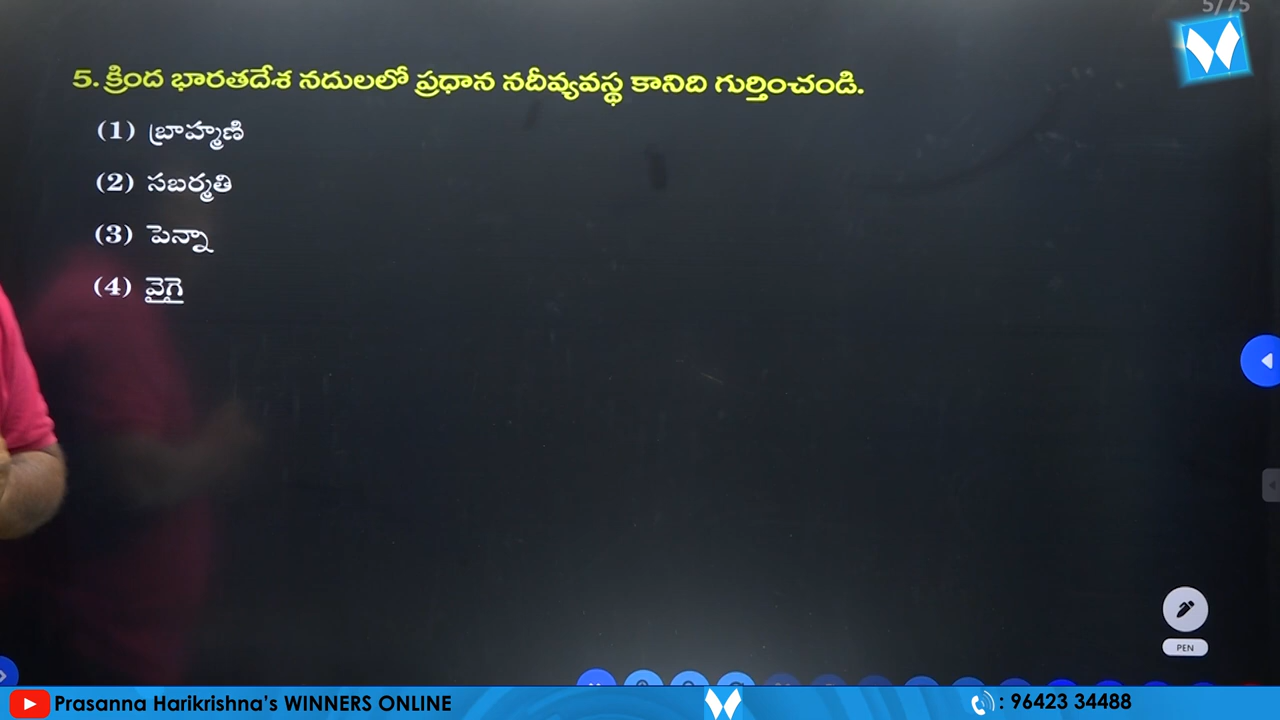 5/75
5. క్రింద భారతదేశ నదులలో ప్రధాన నదీవ్యవస్థ కానిది గుర్తించండి.
(1) బ్రాహ్మణి
(2) సబర్మతి
(3) పెన్నా
(4) వైగై
PEN
Prasanna Harikrishna's WINNERS ONLINE
: 96423 34488